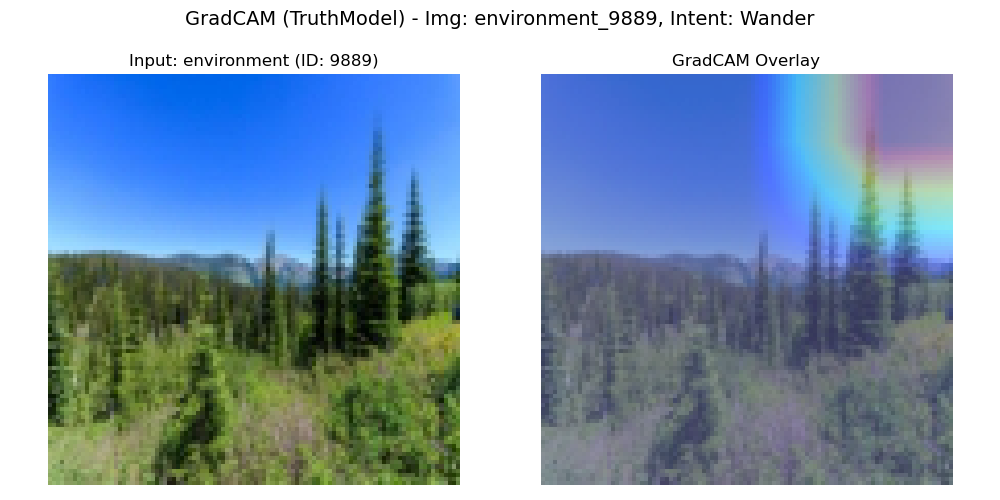 GradCAM (TruthModel) - Img: environment_9889, Intent: Wander
Input: environment (ID: 9889)
GradCAM Overlay